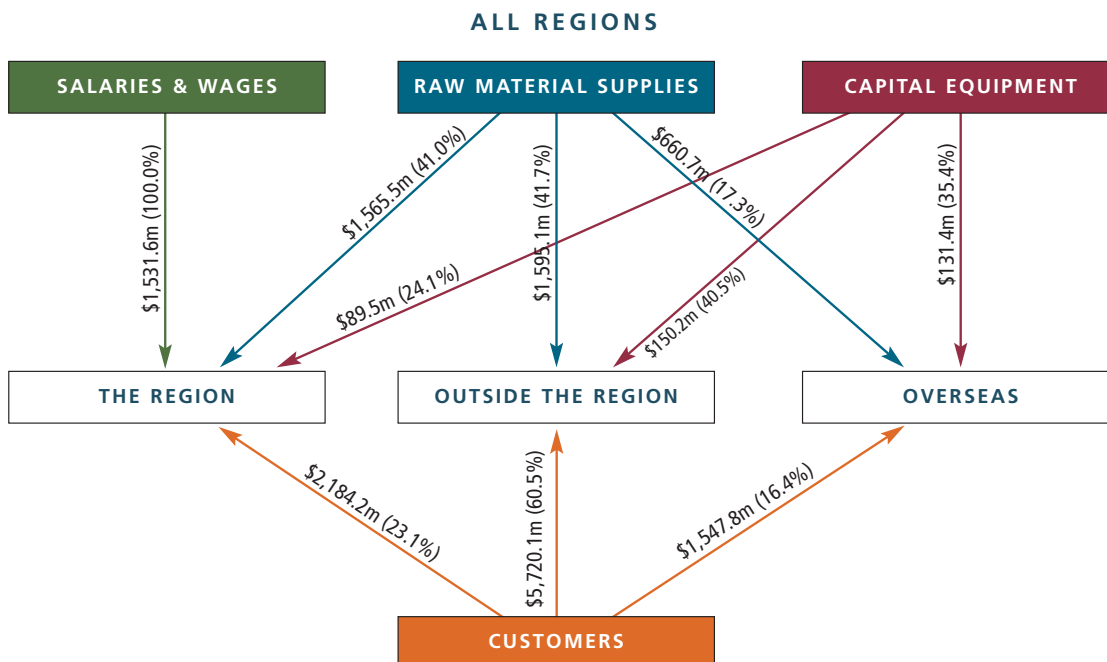 ALL REGIONS
SALARIES & WAGES
RAW MATERIAL SUPPLIES
CAPITAL EQUIPMENT
$1,531.6m (100.0%)
$1,565.5m (41.0%)
$1,595.1m (41.7%)
$660.7m (17.3%)
$89.5m (24.1%)
$150.2m (40.5%)
$131.4m (35.4%)
THE REGION
OUTSIDE THE REGION
OVERSEAS
$2,184.2m (23.1%)
$5,720.1m (60.5%)
$1,547.8m (16.4%)
CUSTOMERS